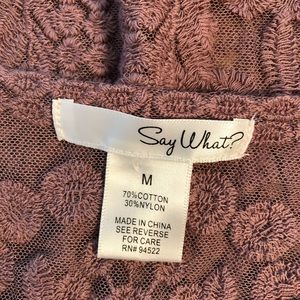 Say What?
M
70%COTTON
30%NYLON
MADE IN CHINA
SEE REVERSE
FOR CARE
RN# 94522